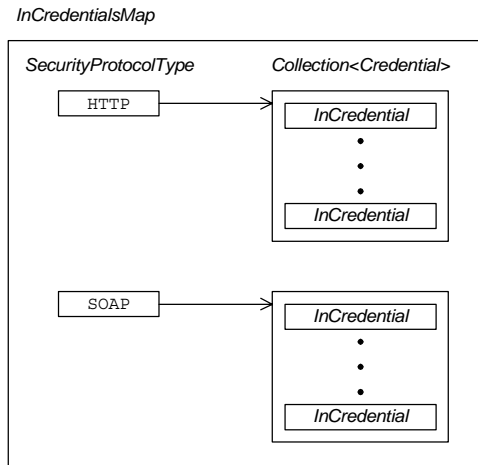 InCredentialsMap
SecurityProtocolType Collection<Credential>
HTTP InCredential
InCredential
SOAP InCredential
InCredential